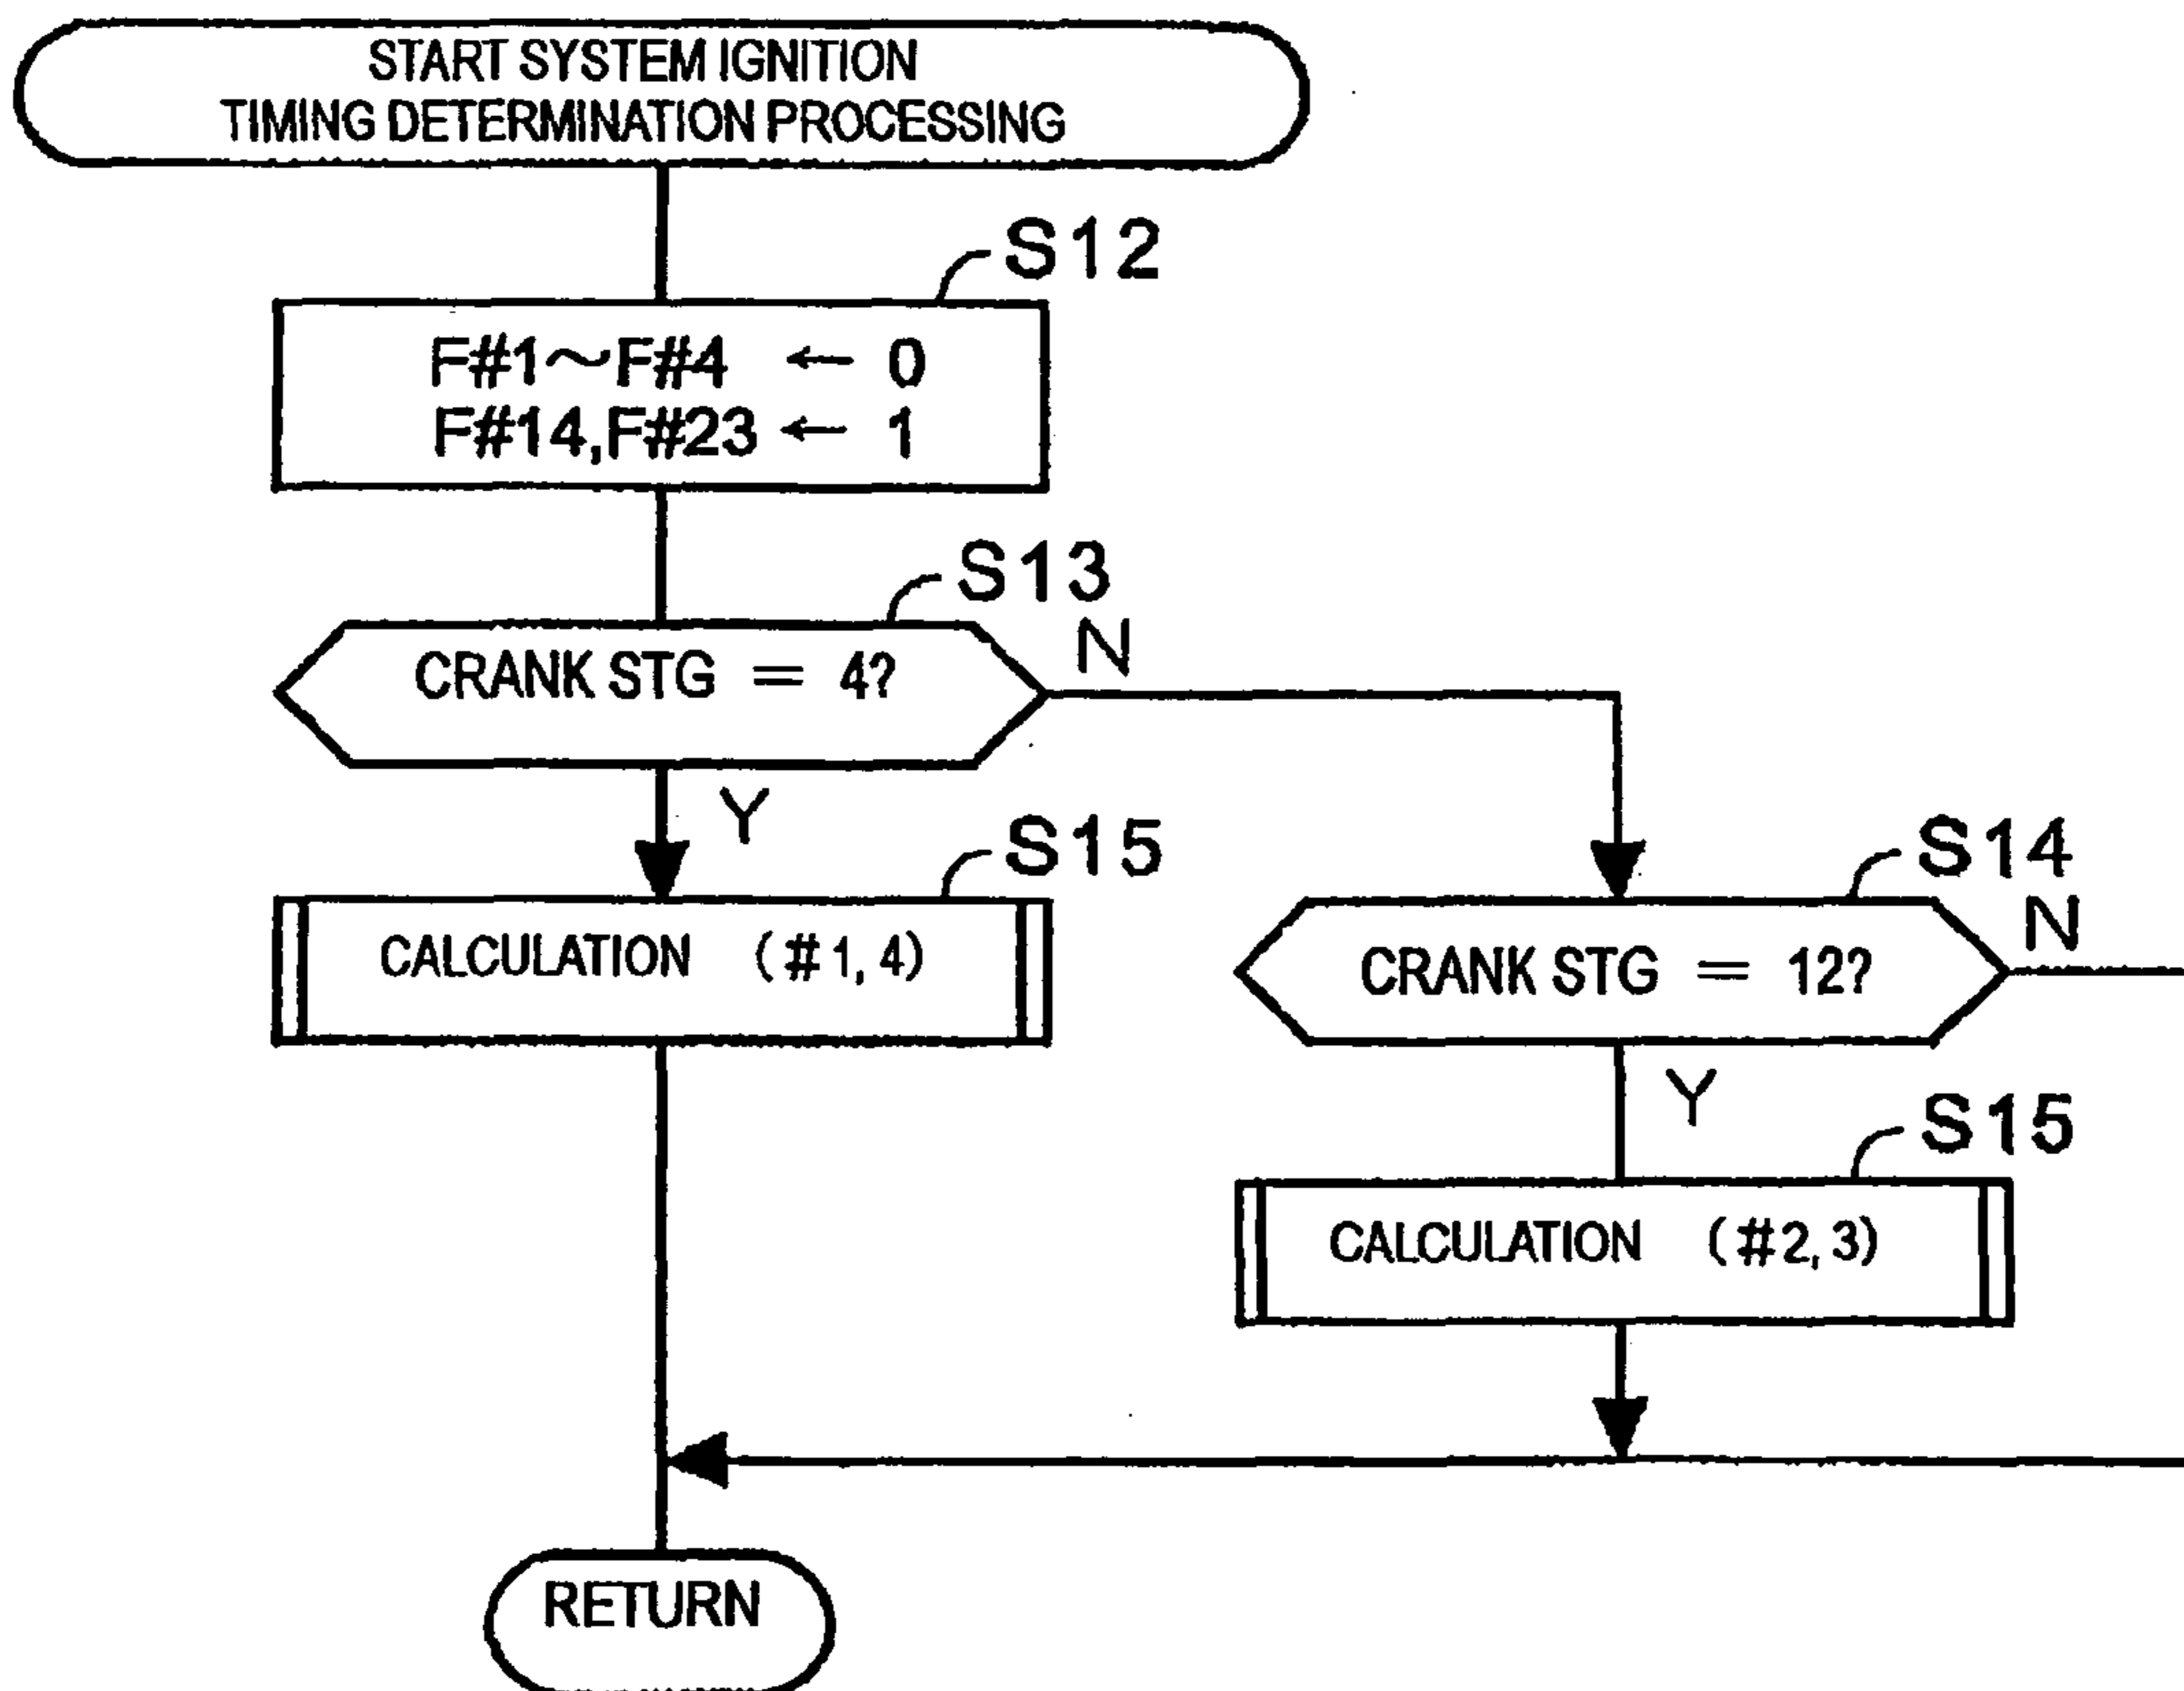 START SYSTEM IGNITION
TIMING DETERMINATION PROCESSING
S12
F#1～F#4 ← 0
F#14,F#23 ← 1
S13
CRANK STG = 4?
N
Y
S15
CALCULATION (#1,4)
S14
CRANK STG = 12?
N
Y
S15
CALCULATION (#2,3)
RETURN